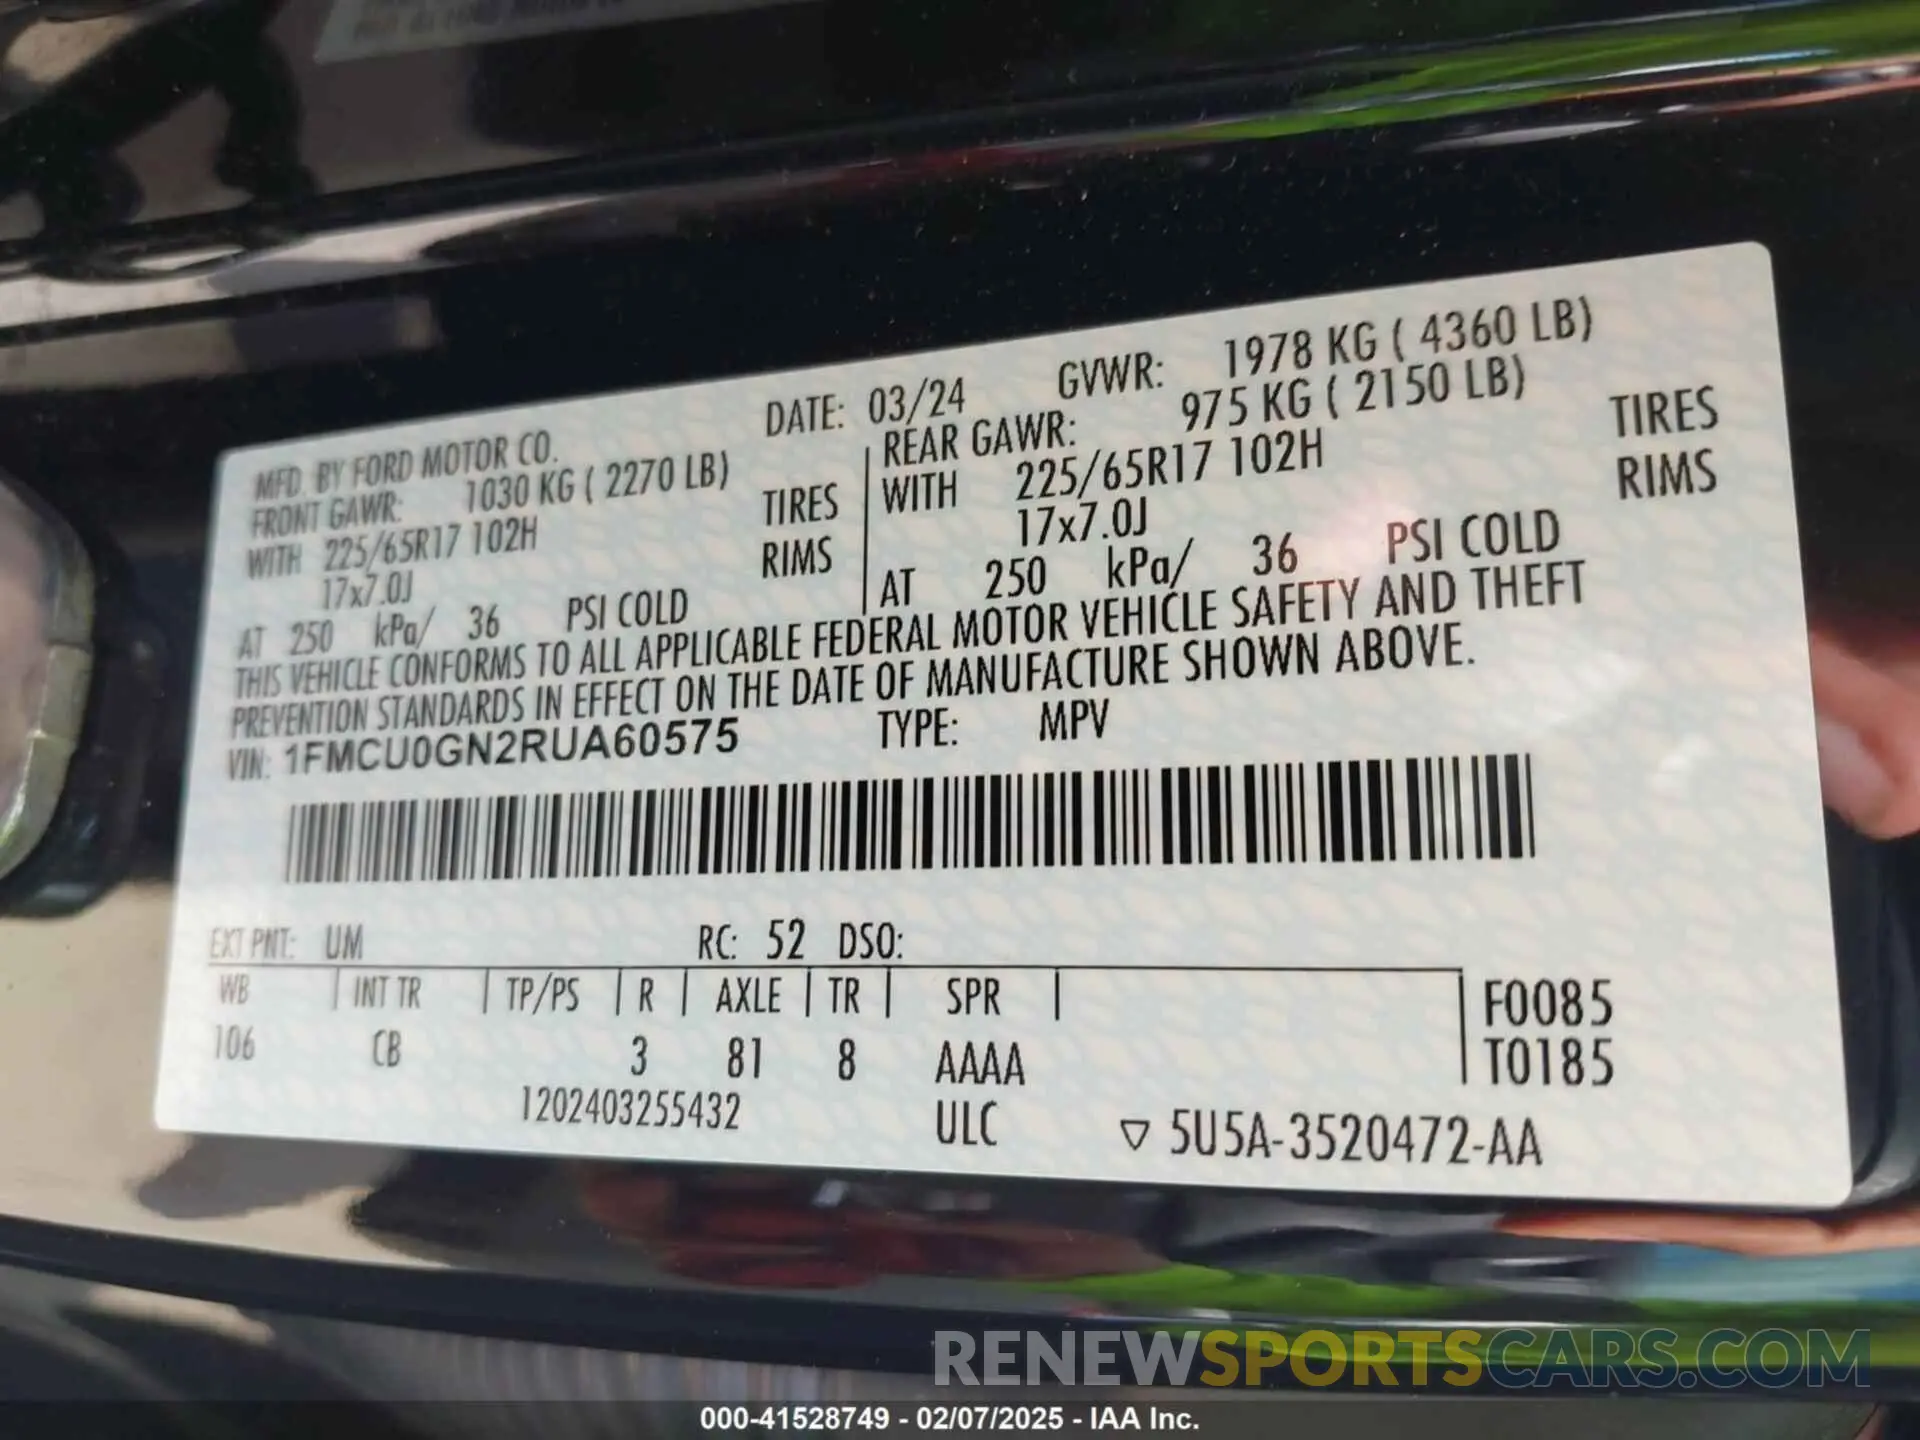 MFD. BY FORD MOTOR CO. DATE: 03/24 GVWR: 1978 KG ( 4360 LB)
FRONT GAWR: 1030 KG ( 2270 LB) REAR GAWR: 975 KG ( 2150 LB)
WITH 225/65R17 102H TIRES WITH 225/65R17 102H TIRES
17x7.0J RIMS 17x7.0J RIMS
AT 250 kPa/ 36 PSI COLD AT 250 kPa/ 36 PSI COLD
THIS VEHICLE CONFORMS TO ALL APPLICABLE FEDERAL MOTOR VEHICLE SAFETY AND THEFT
PREVENTION STANDARDS IN EFFECT ON THE DATE OF MANUFACTURE SHOWN ABOVE.
VIN: 1FMCU0GN2RUA60575 TYPE: MPV
EXT PNT: UM RC: 52 DSO:
WB INT TR TP/PS R AXLE TR SPR F0085
106 CB 3 81 8 AAAA T0185
1202403255432 ULC ▽ 5U5A-3520472-AA
RENEWSPORTSCARS.COM
000-41528749 - 02/07/2025 - IAA Inc.